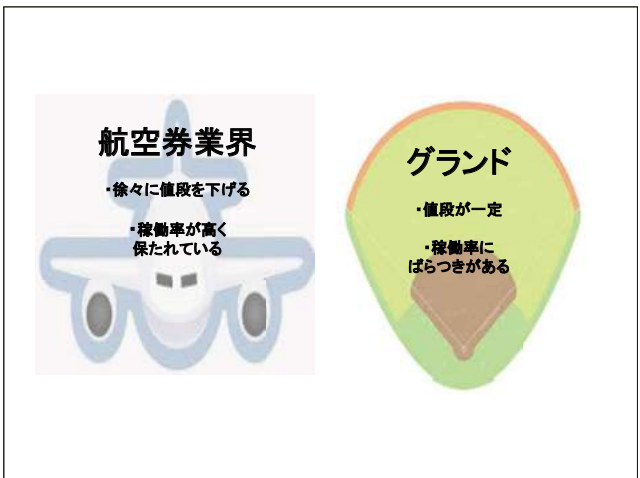 航空券業界
・徐々に値段を下げる
・稼働率が高く
保たれている
グランド
・値段が一定
・稼働率に
ばらつきがある